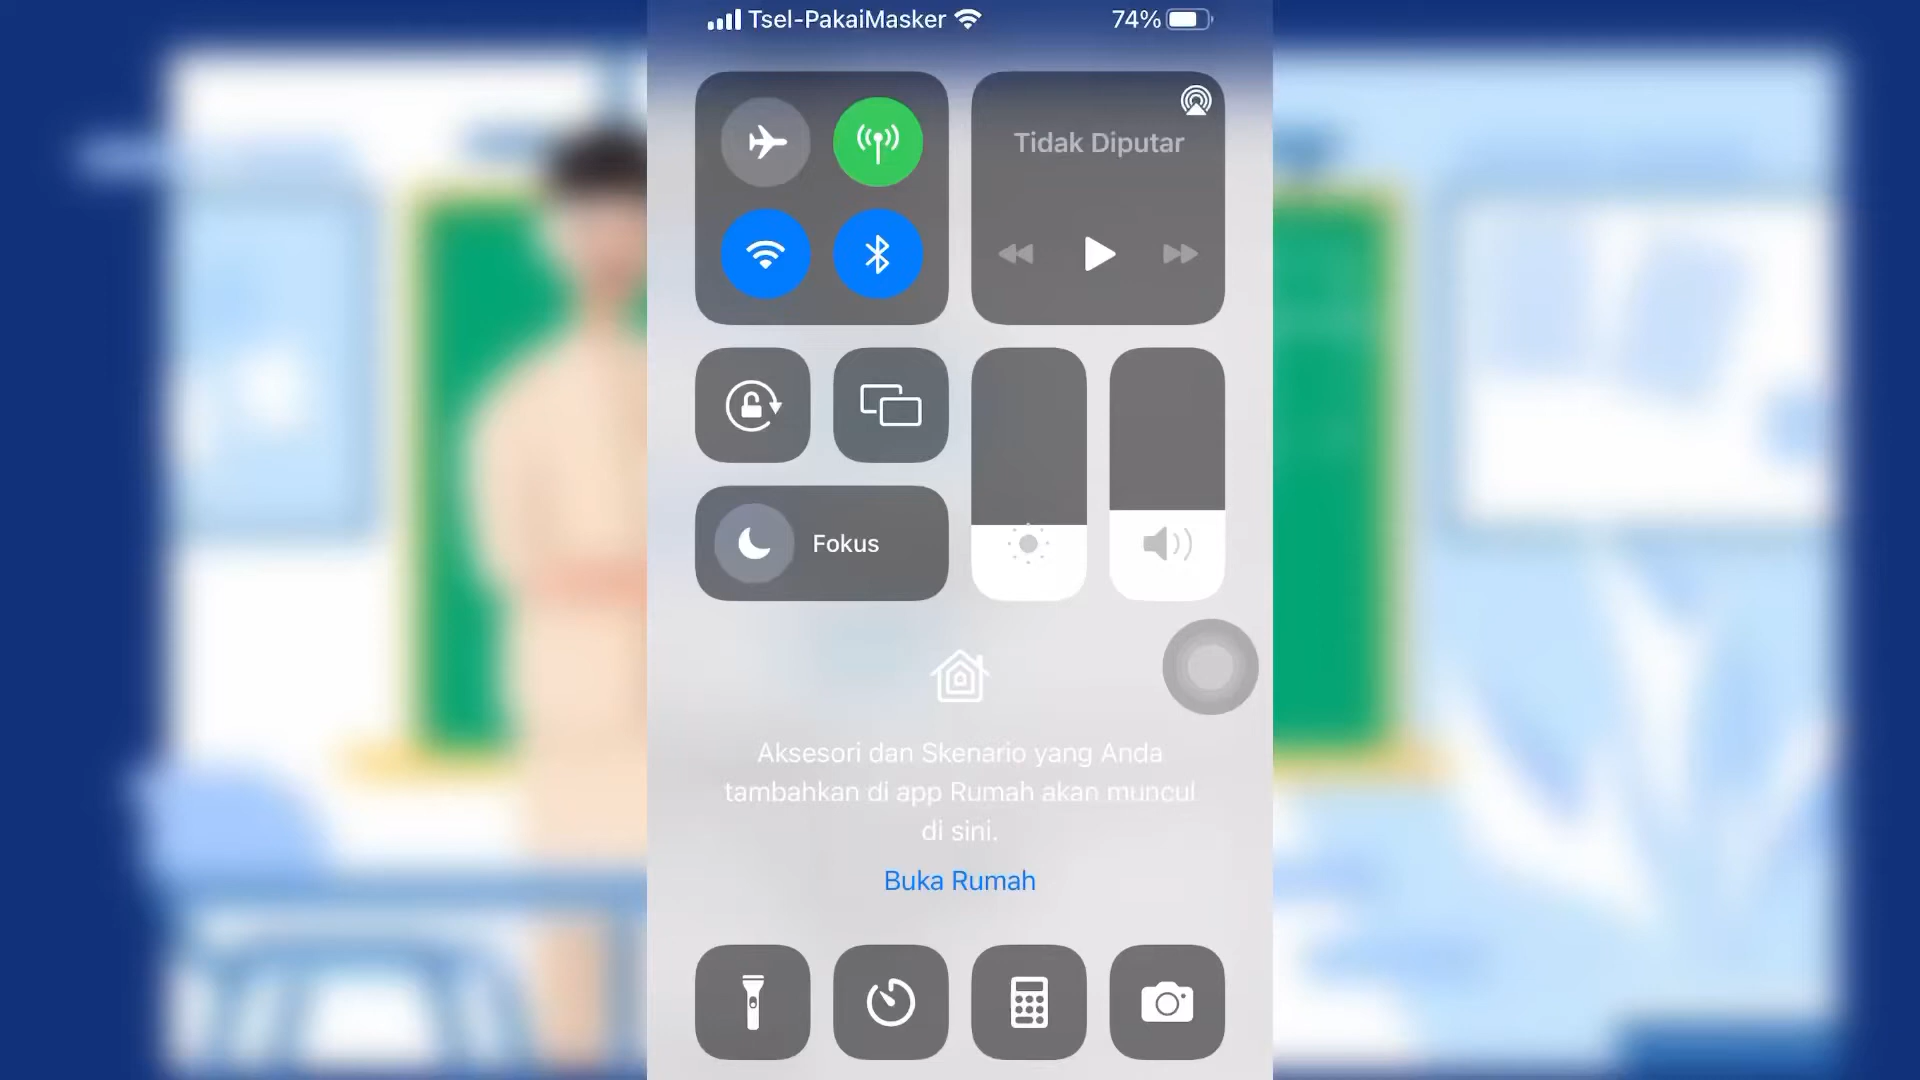 Tsel-PakaiMasker 74%
Tidak Diputar
Fokus
Aksesori dan Skenario yang Anda
tambahkan di app Rumah akan muncul
di sini.
Buka Rumah